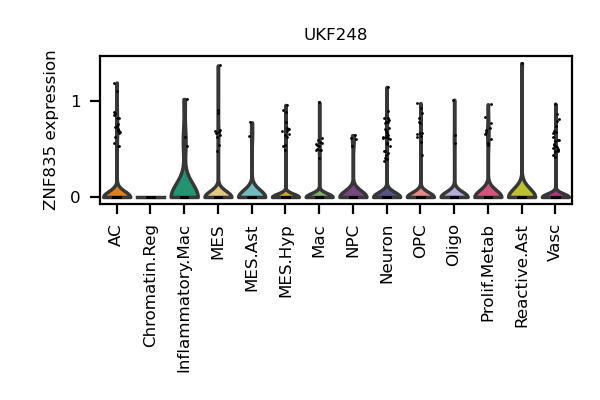 UKF248
ZNF835 expression
1
0
AC
Chromatin.Reg
Inflammatory.Mac
MES
MES.Ast
MES.Hyp
Mac
NPC
Neuron
OPC
Oligo
Prolif.Metab
Reactive.Ast
Vasc